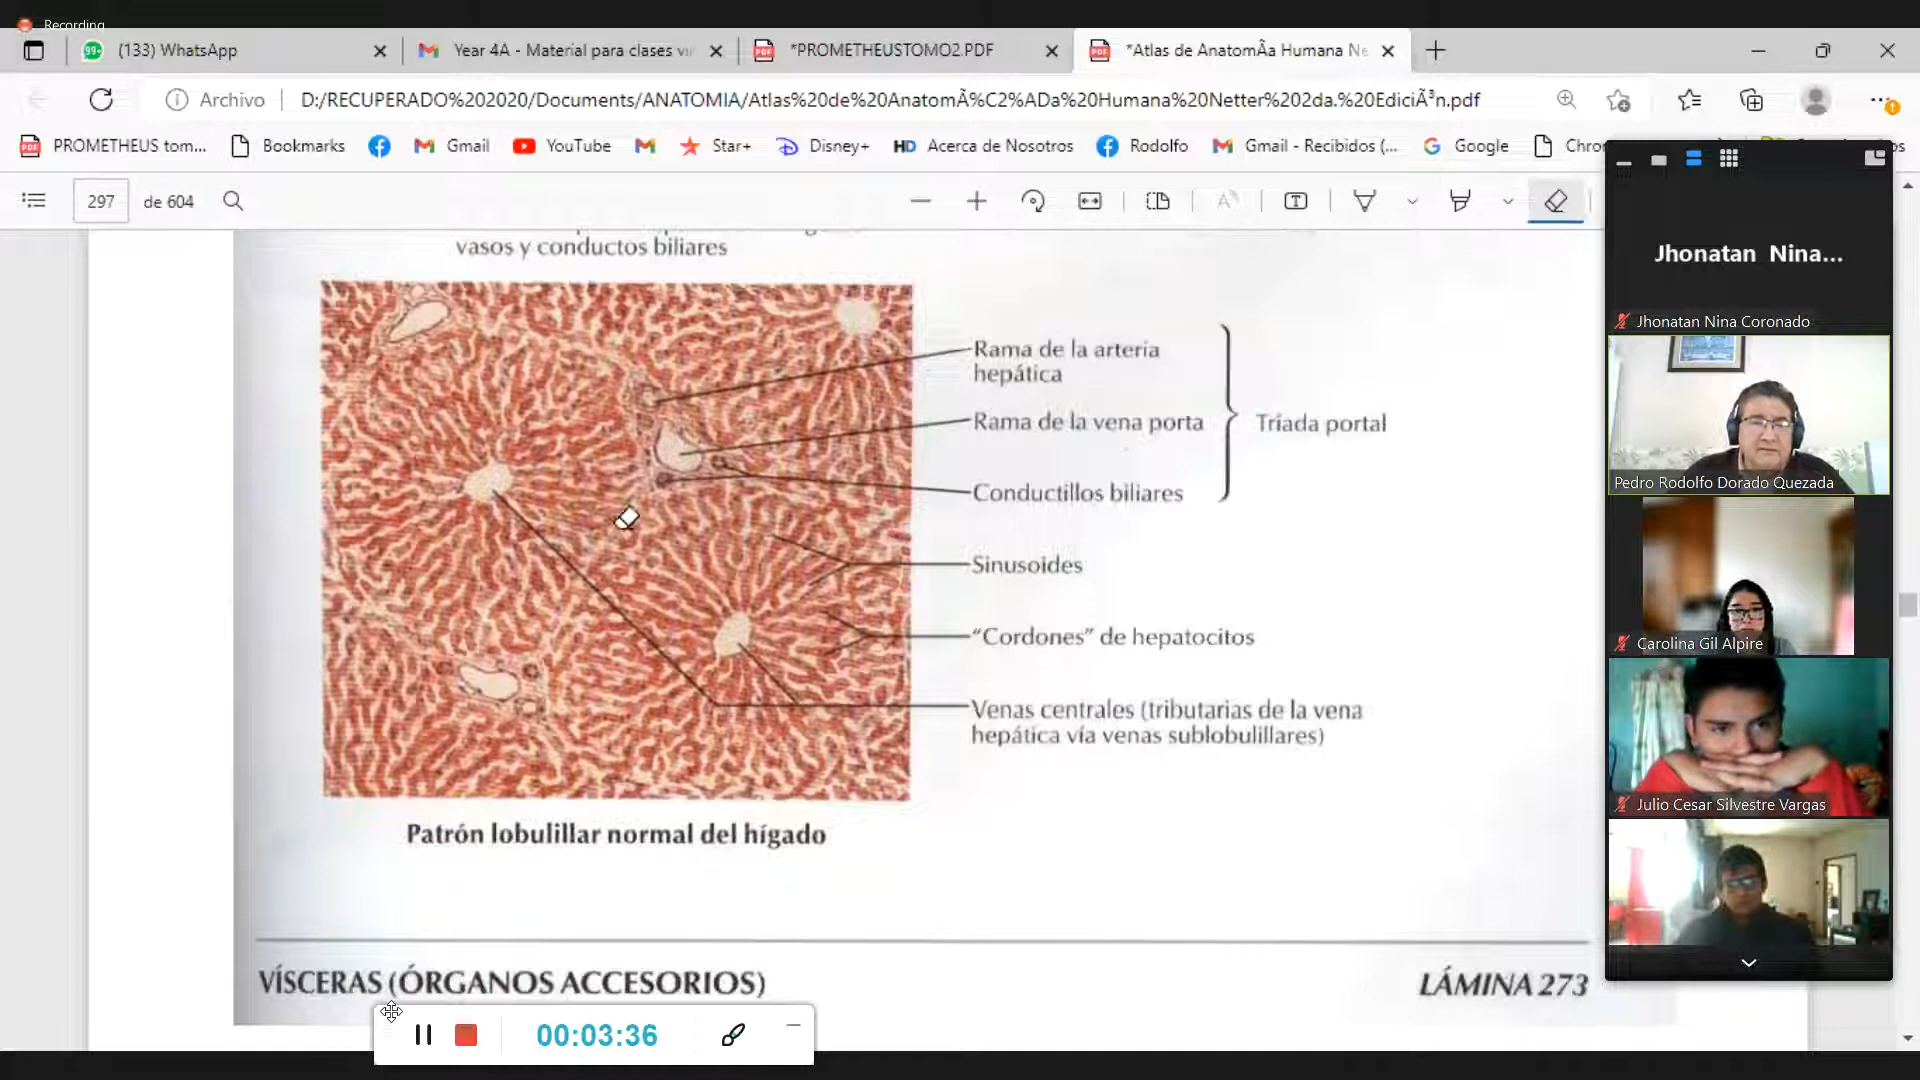 Recording
(133) WhatsApp
Year 4A - Material para clases vi
*PROMETHEUSTOMO2.PDF
*Atlas de AnatomÃa Humana Ne
Archivo
D:/RECUPERADO%202020/Documents/ANATOMIA/Atlas%20de%20AnatomÃ%C2%ADa%20Humana%20Netter%202da.%20EdiciÃ³n.pdf
PROMETHEUS tom...
Bookmarks
Gmail
YouTube
Star+
Disney+
HD Acerca de Nosotros
Rodolfo
Gmail - Recibidos (...
Google
297 de 604
vasos y conductos biliares
Rama de la arteria
hepática
Rama de la vena porta
Tríada portal
Conductillos biliares
Sinusoides
“Cordones” de hepatocitos
Venas centrales (tributarias de la vena
hepática vía venas sublobulillares)
Patrón lobulillar normal del hígado
VÍSCERAS (ÓRGANOS ACCESORIOS)
LÁMINA 273
00:03:36
Jhonatan Nina...
Jhonatan Nina Coronado
Pedro Rodolfo Dorado Quezada
Carolina Gil Alpire
Julio Cesar Silvestre Vargas